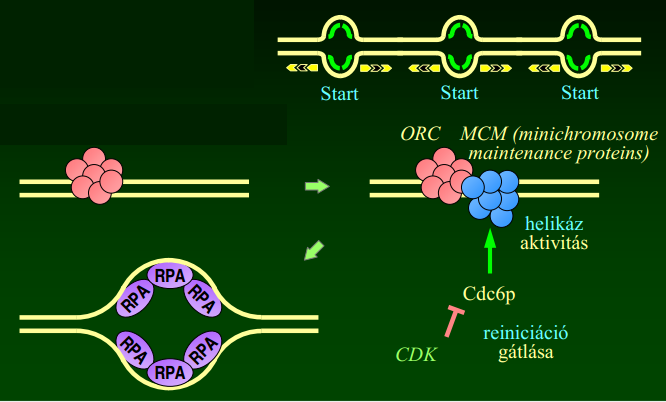 Start Start Start
ORC MCM (minichromosome
maintenance proteins)
helikáz
aktivitás
RPA
RPA
RPA
Cdc6p
RPA
RPA
RPA
reiniciáció
gátlása
CDK